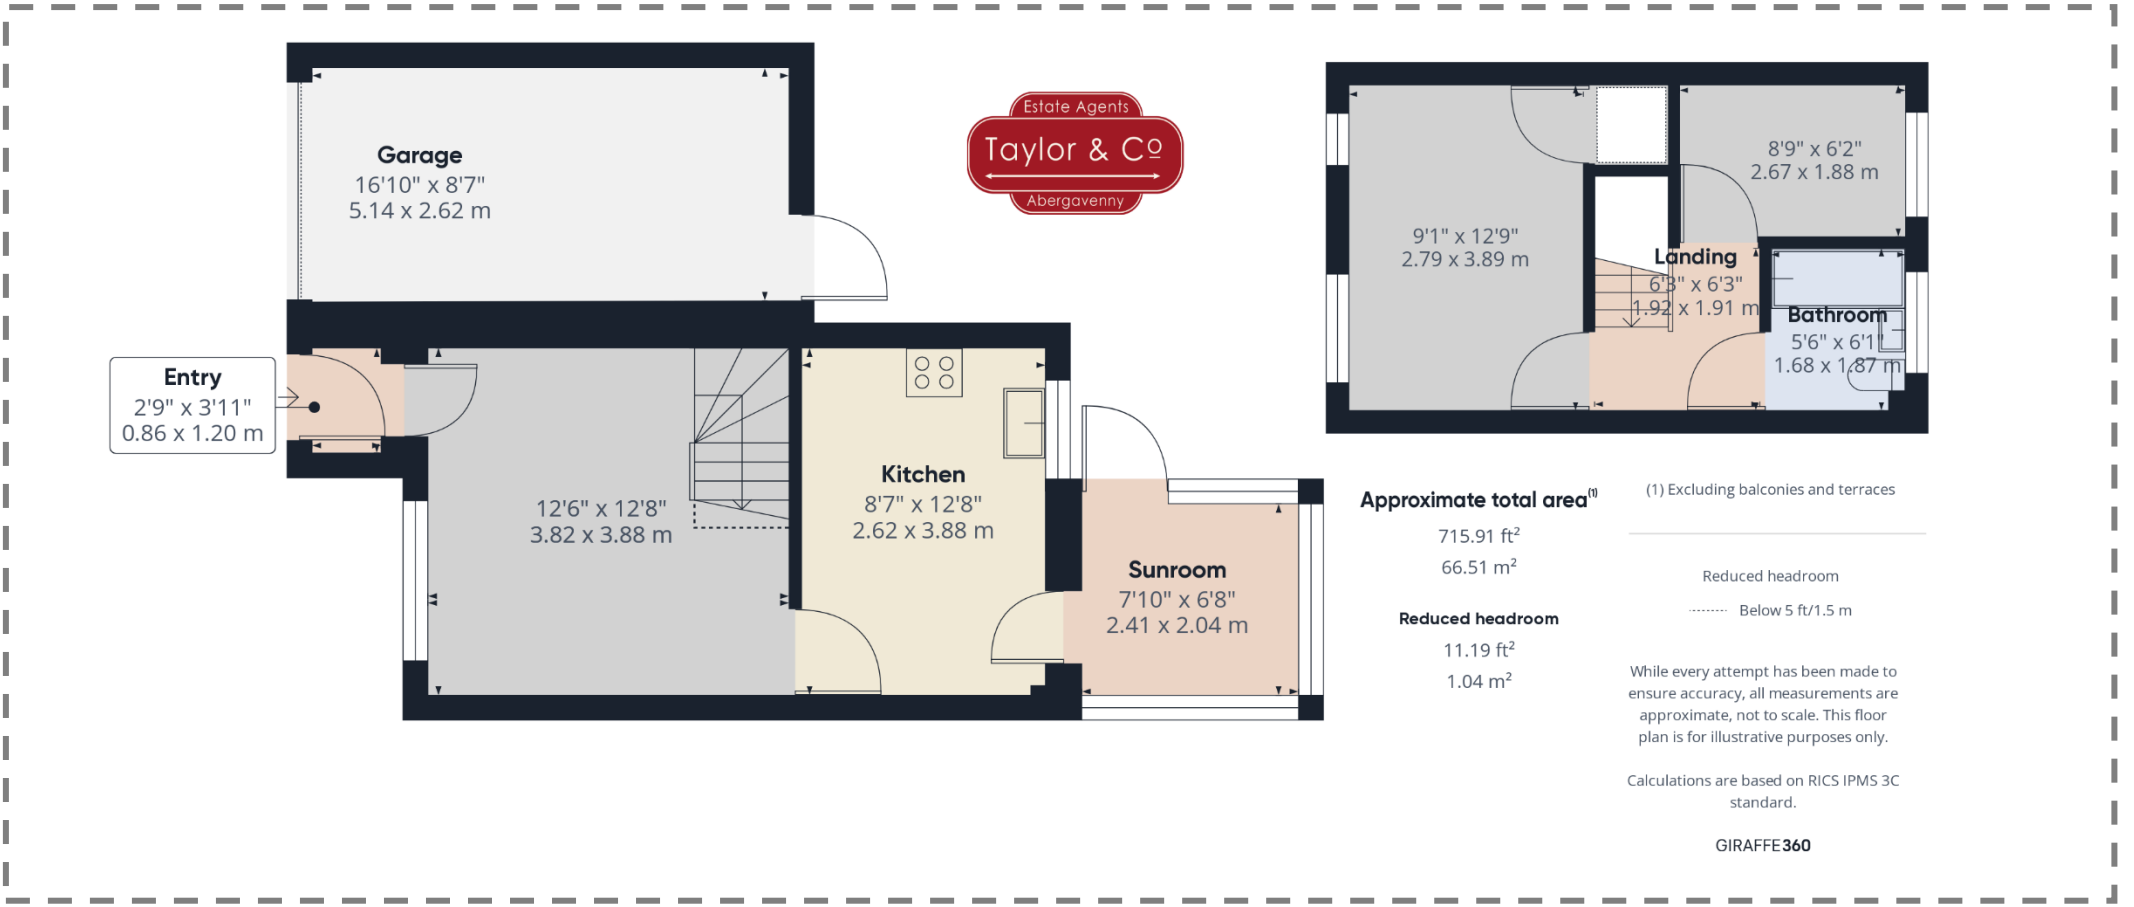 Garage
16'10" x 8'7"
5.14 x 2.62 m
Estate Agents
Taylor & Co
Abergavenny
Entry
2'9" x 3'11"
0.86 x 1.20 m
12'6" x 12'8"
3.82 x 3.88 m
Kitchen
8'7" x 12'8"
2.62 x 3.88 m
Sunroom
7'10" x 6'8"
2.41 x 2.04 m
9'1" x 12'9"
2.79 x 3.89 m
8'9" x 6'2"
2.67 x 1.88 m
Landing
6'3" x 6'3"
1.92 x 1.91 m
Bathroom
5'6" x 6'1"
1.68 x 1.87 m
Approximate total area(1)
715.91 ft²
66.51 m²
Reduced headroom
11.19 ft²
1.04 m²
(1) Excluding balconies and terraces
Reduced headroom
Below 5 ft/1.5 m
While every attempt has been made to
ensure accuracy, all measurements are
approximate, not to scale. This floor
plan is for illustrative purposes only.
Calculations are based on RICS IPMS 3C
standard.
GIRAFFE360